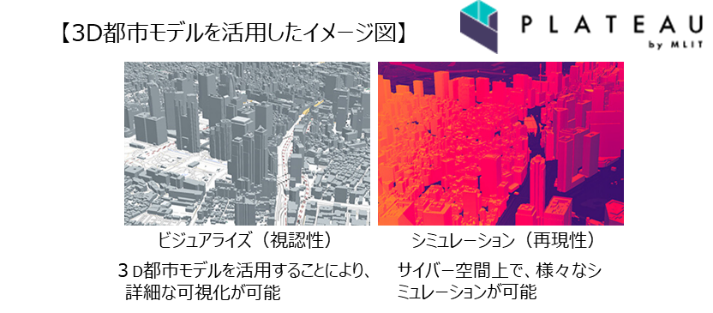 【3D都市モデルを活用したイメージ図】
PLATEAU
by MLIT
ビジュアライズ（視認性）
シミュレーション（再現性）
３D都市モデルを活用することにより、
詳細な可視化が可能
サイバー空間上で、様々なシ
ミュレーションが可能